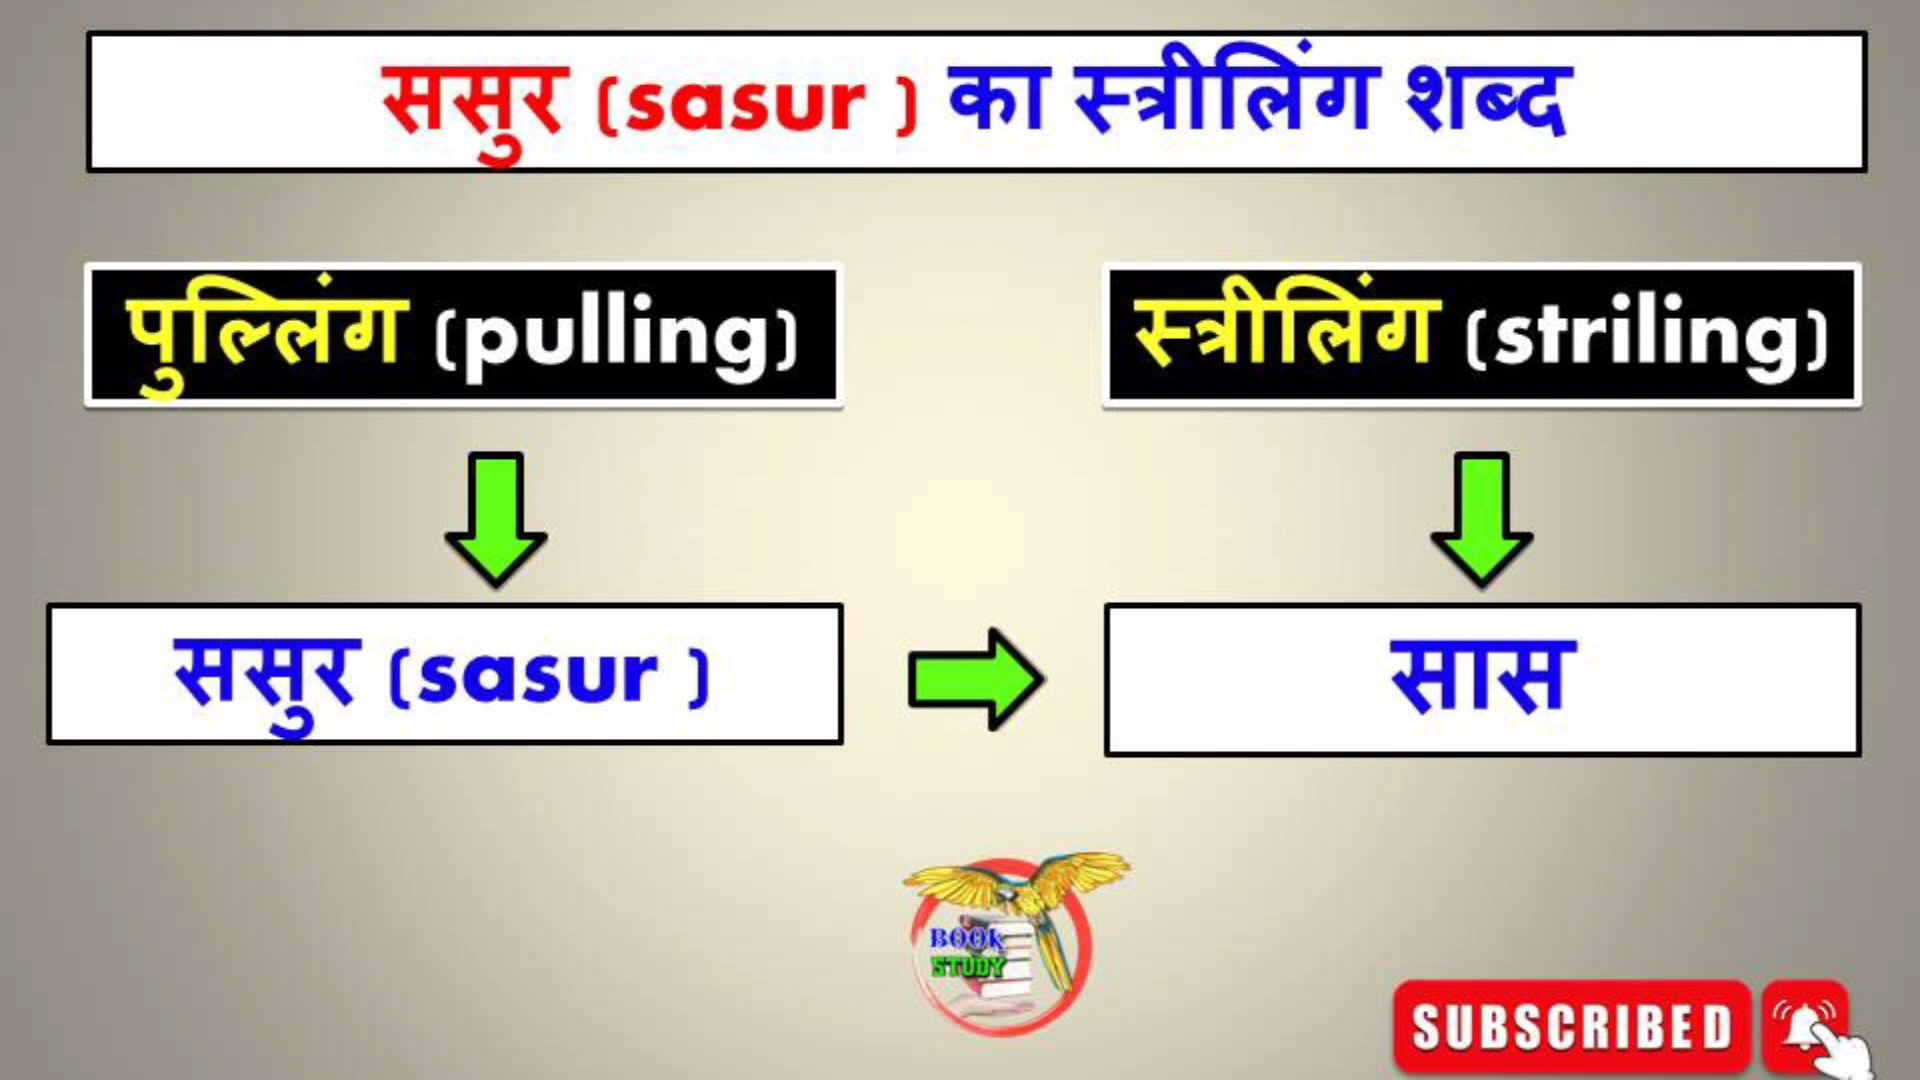 ससुर (sasur ) का स्त्रीलिंग शब्द
पुल्लिंग (pulling)
स्त्रीलिंग (striling)
ससुर (sasur )
सास
BOOK
STUDY
SUBSCRIBED